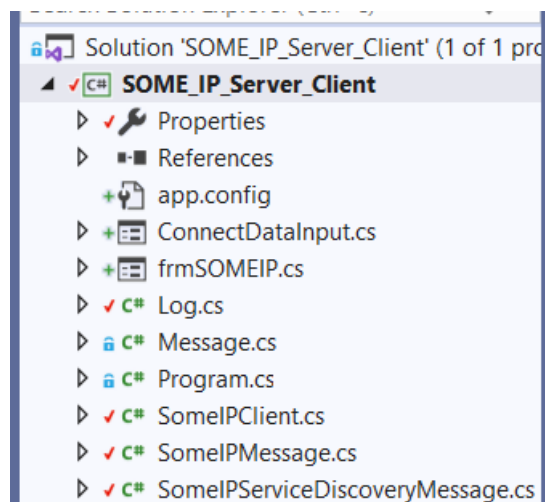 Solution 'SOME_IP_Server_Client' (1 of 1 pro
C# SOME_IP_Server_Client
Properties
References
app.config
ConnectDataInput.cs
frmSOMEIP.cs
C# Log.cs
C# Message.cs
C# Program.cs
C# SomeIPClient.cs
C# SomeIPMessage.cs
C# SomeIPServiceDiscoveryMessage.cs